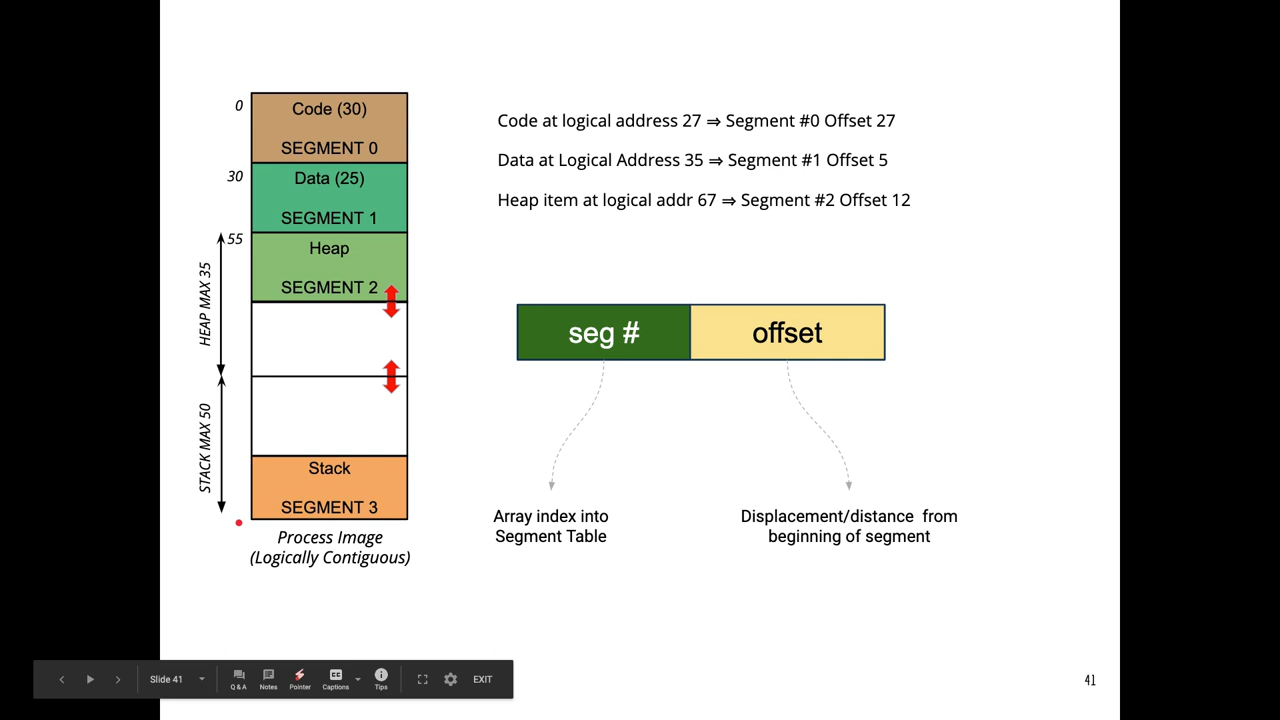 0
Code (30)
SEGMENT 0
30
Data (25)
SEGMENT 1
55
Heap
SEGMENT 2
HEAP MAX 35
STACK MAX 50
Stack
SEGMENT 3
Process Image
(Logically Contiguous)
Code at logical address 27 ⇒ Segment #0 Offset 27
Data at Logical Address 35 ⇒ Segment #1 Offset 5
Heap item at logical addr 67 ⇒ Segment #2 Offset 12
seg #
offset
Array index into
Segment Table
Displacement/distance from
beginning of segment
Slide 41
Q & A
Notes
Pointer
CC
Captions
Tips
EXIT
41